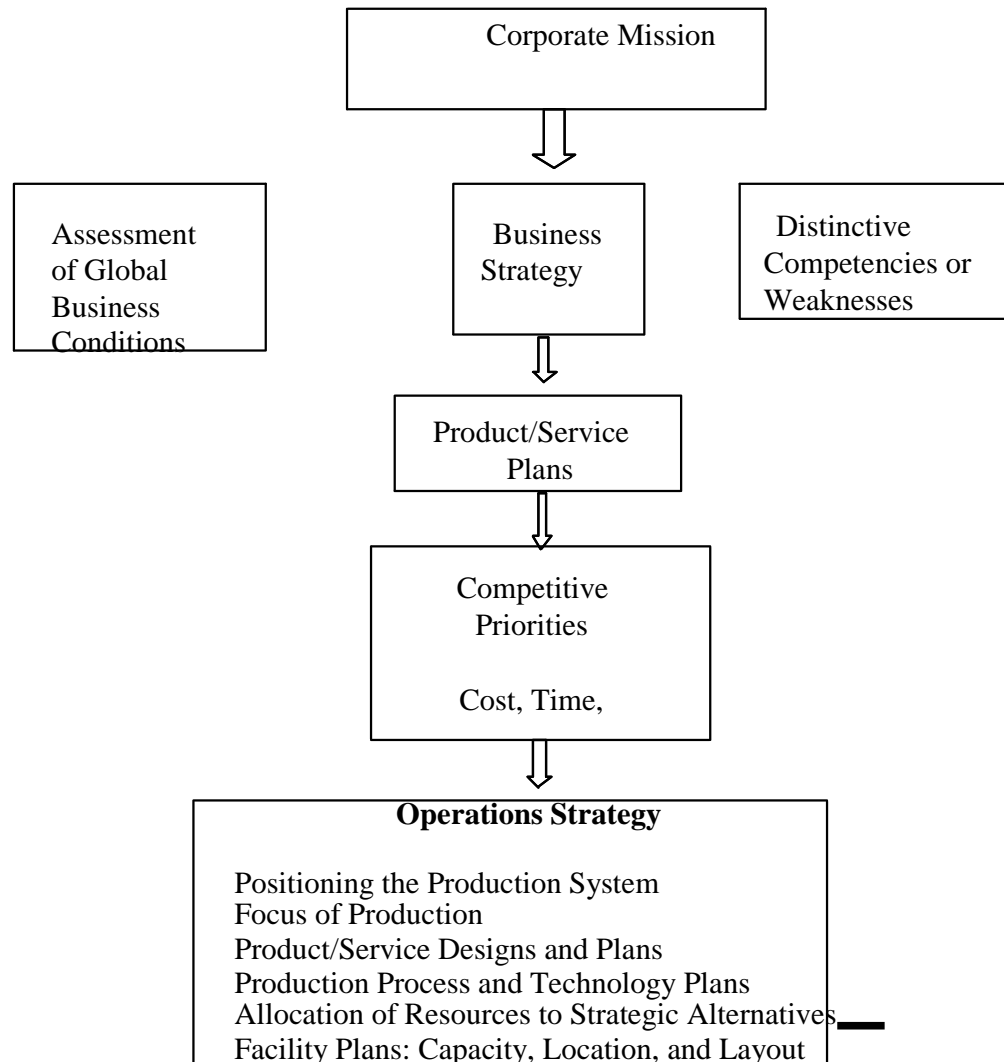 Corporate Mission
Assessment
of Global
Business
Conditions
Business
Strategy
Distinctive
Competencies or
Weaknesses
Product/Service
Plans
Competitive
Priorities
Cost, Time,
Operations Strategy
Positioning the Production System
Focus of Production
Product/Service Designs and Plans
Production Process and Technology Plans
Allocation of Resources to Strategic Alternatives
Facility Plans: Capacity, Location, and Layout